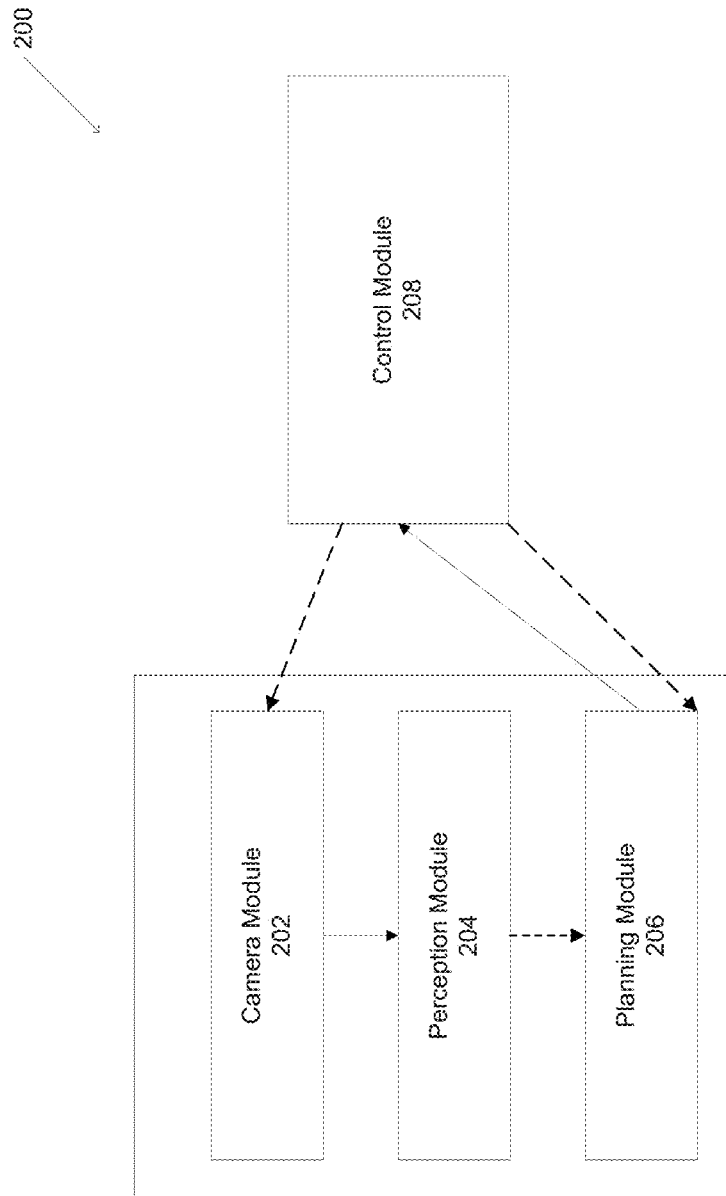 200
Camera Module
202
Perception Module
204
Planning Module
206
Control Module
208